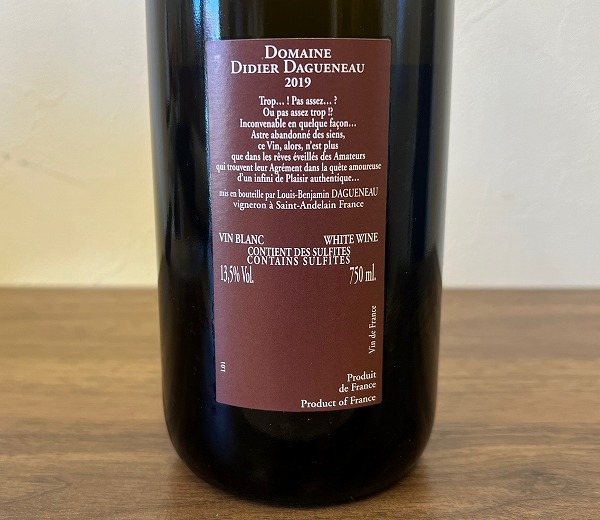 DOMAINE
DIDIER DAGUENEAU
2019
Trop... ! Pas assez... ?
Ou pas assez trop !?
Inconvenable en quelque façon...
Astre abandonné des siens,
ce Vin, alors, n'est plus
que dans les rêves éveillés des Amateurs
qui trouvent leur Agrément dans la quête amoureuse
d'un infini de Plaisir authentique...
mis en bouteille par Louis-Benjamin DAGUENEAU
vigneron à Saint-Andelain France
VIN BLANC WHITE WINE
CONTIENT DES SULFITES
CONTAINS SULFITES
13,5% Vol. 750 ml.
Vin de France
L01
Produit
de France
Product of France